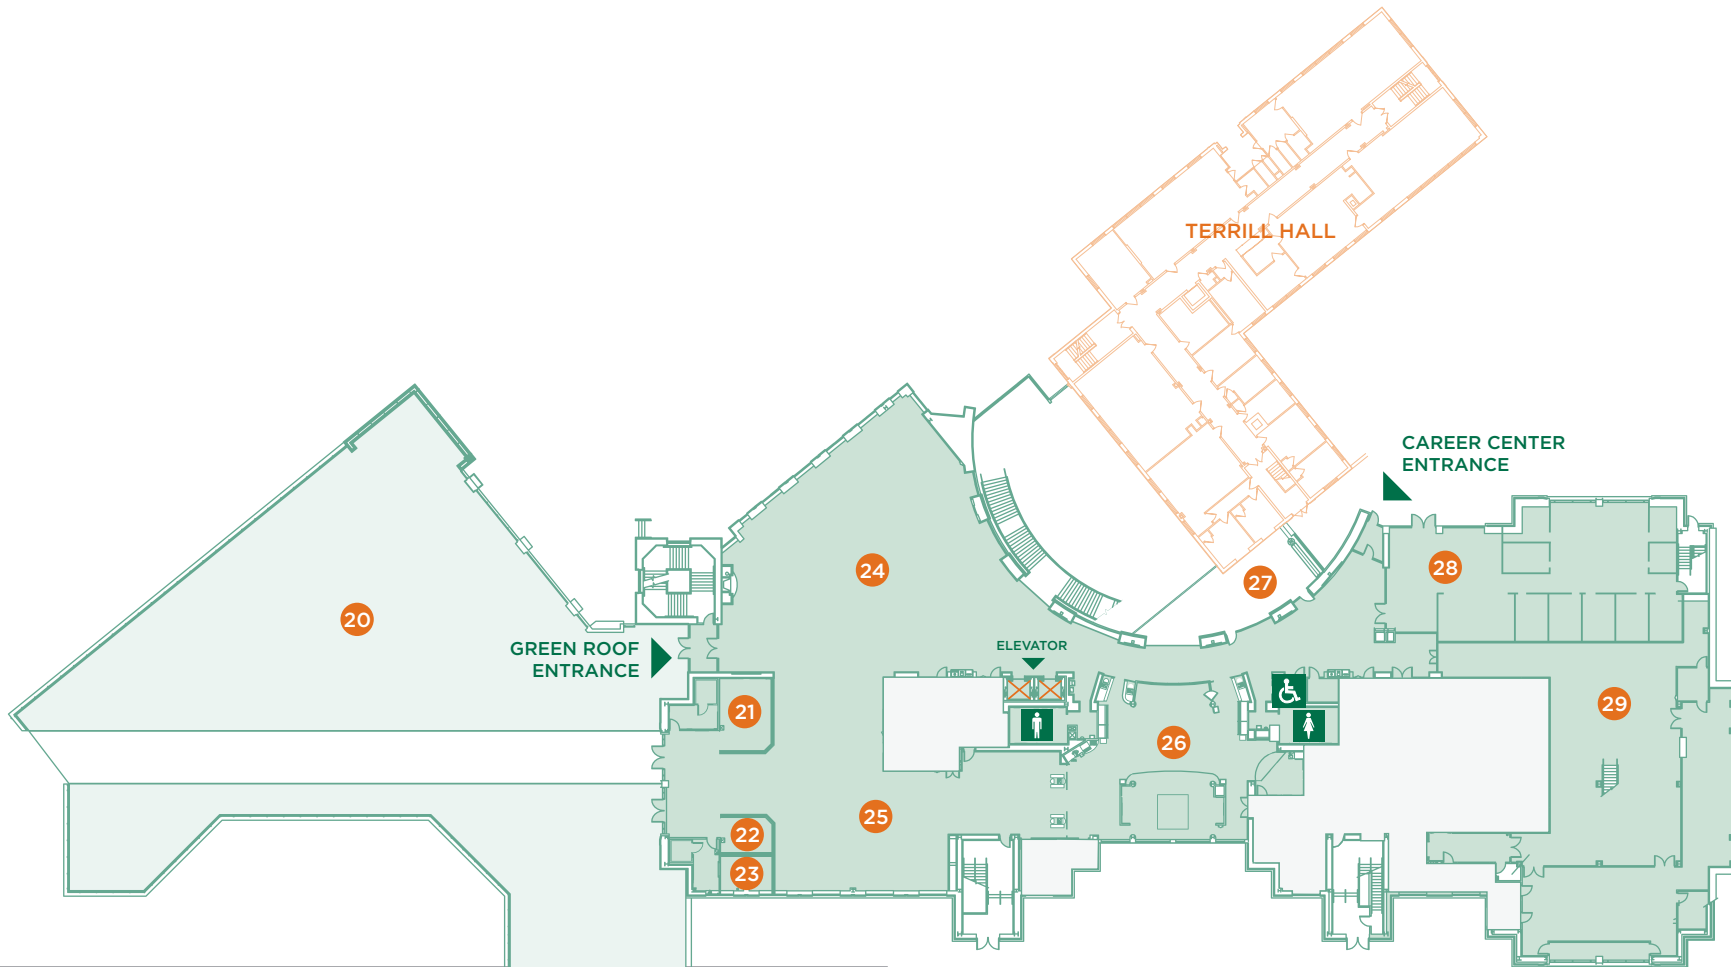 TERRILL HALL
CAREER CENTER
ENTRANCE
24
27
28
20
GREEN ROOF
ENTRANCE
ELEVATOR
21
29
26
25
22
23